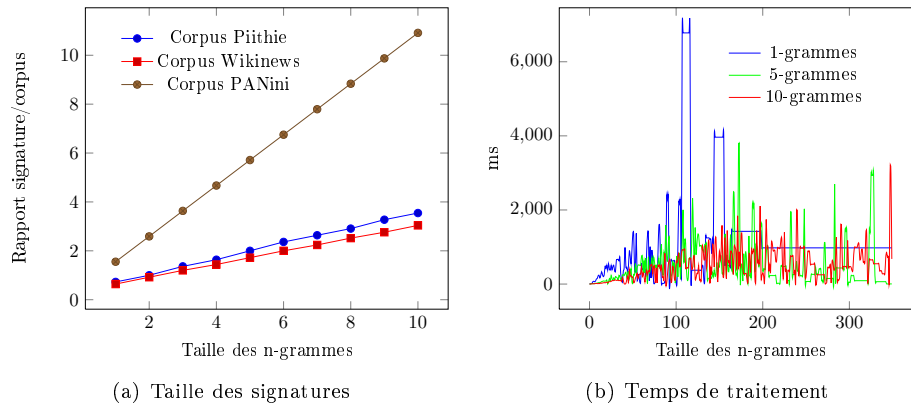 Corpus Piithie
Corpus Wikinews
Corpus PANini
Rapport signature/corpus
10
8
6
4
2
0
2
4
6
8
10
Taille des n-grammes
(a) Taille des signatures
1-grammes
5-grammes
10-grammes
ms
6,000
4,000
2,000
0
0
100
200
300
Taille des n-grammes
(b) Temps de traitement